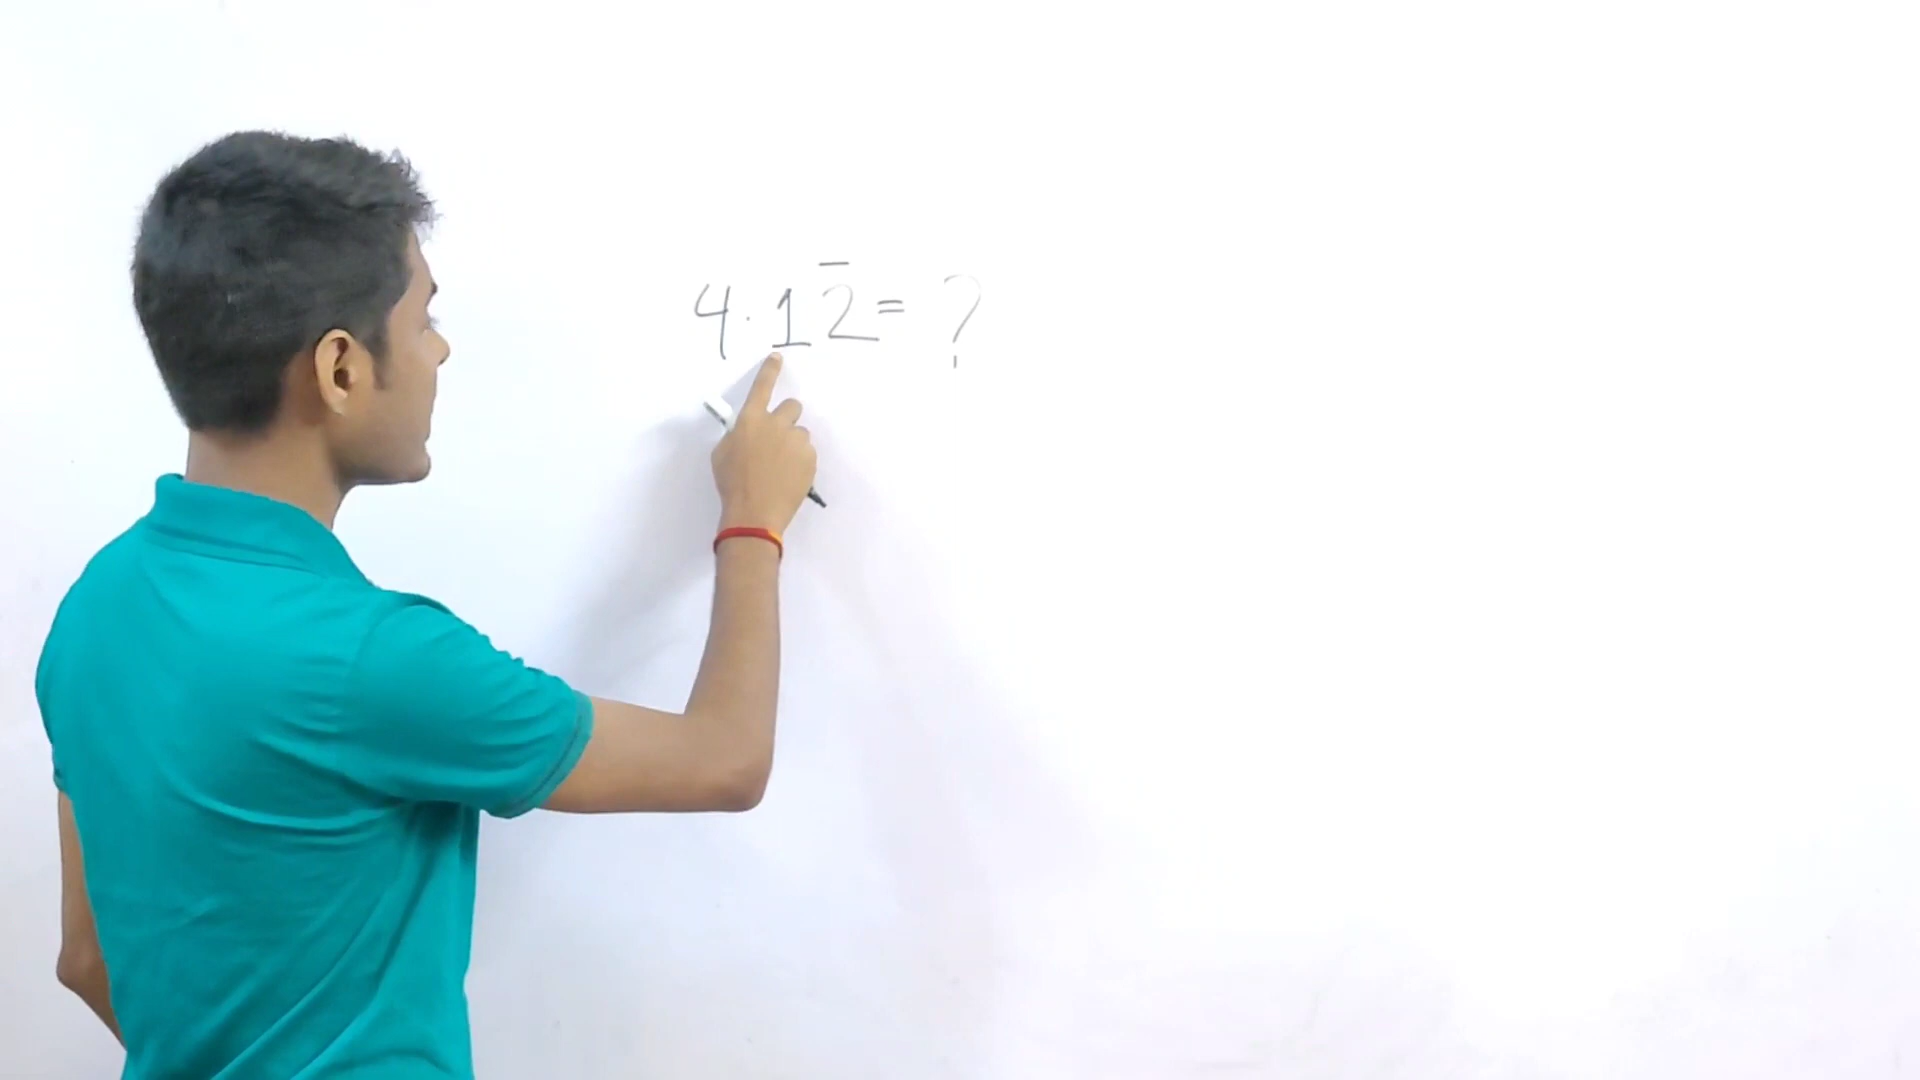 4·12̅ = ?